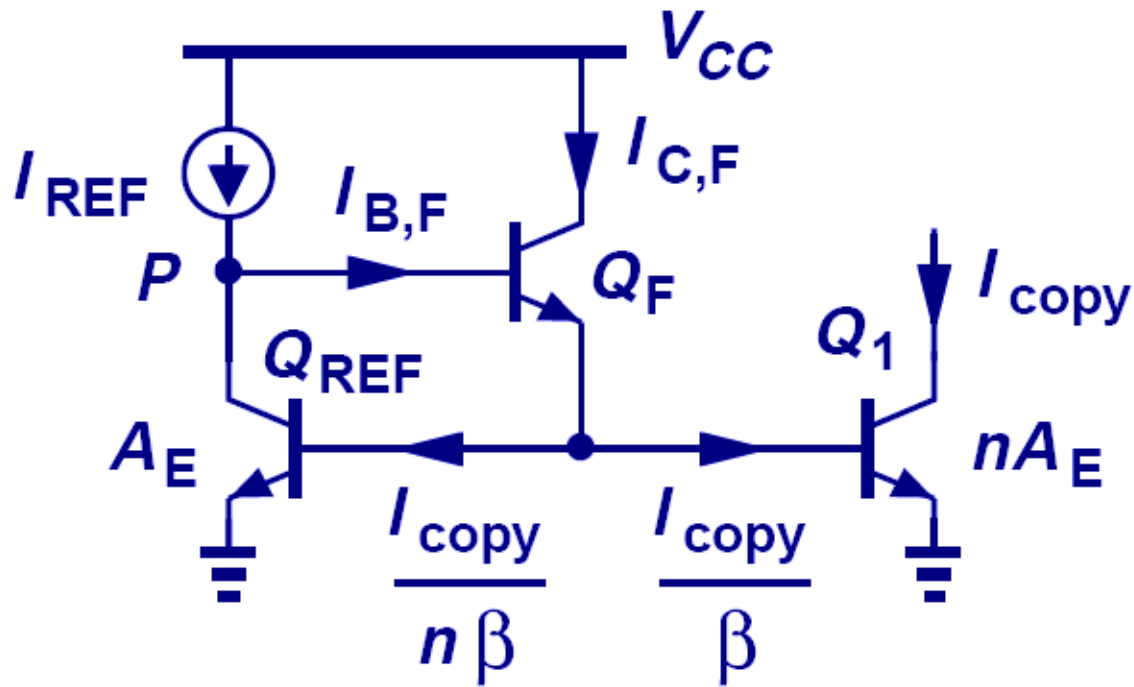 V_CC
I_REF
I_B,F
I_C,F
P
Q_F
I_copy
Q_REF
Q_1
A_E
nA_E
I_copy
nβ
I_copy
β